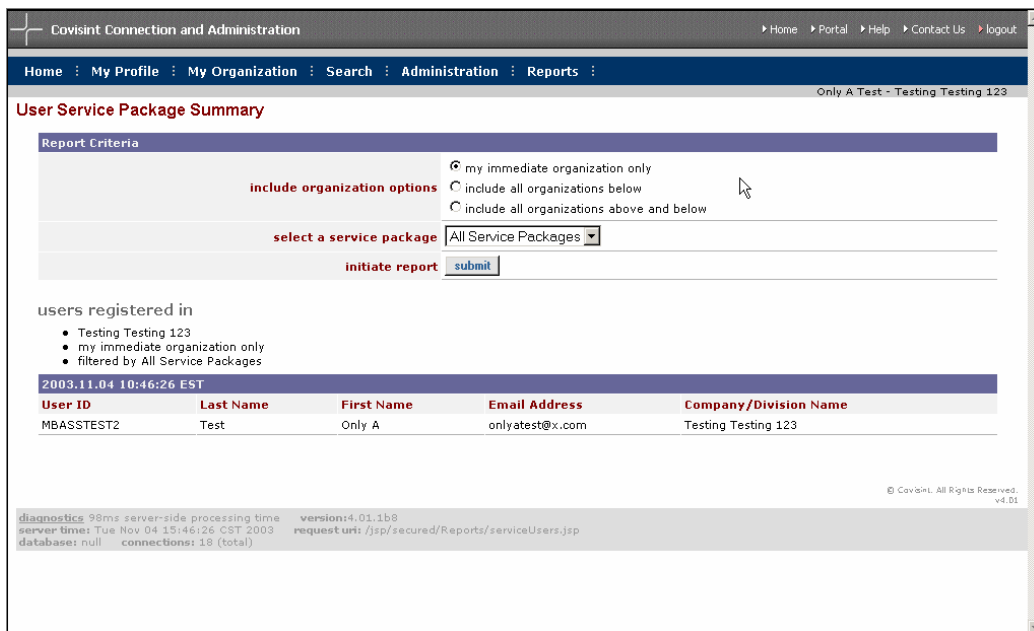 Covisint Connection and Administration
Home Portal Help Contact Us logout
Home My Profile My Organization Search Administration Reports
Only A Test - Testing Testing 123
User Service Package Summary
Report Criteria
include organization options
my immediate organization only
include all organizations below
include all organizations above and below
select a service package All Service Packages
initiate report submit
users registered in
Testing Testing 123
my immediate organization only
filtered by All Service Packages
2003.11.04 10:46:26 EST
User ID Last Name First Name Email Address Company/Division Name
MBASSTEST2 Test Only A onlyatest@x.com Testing Testing 123
© Covisint. All Rights Reserved.
v4.01
diagnostics 98ms server-side processing time version:4.01.1b8
server time: Tue Nov 04 15:46:26 CST 2003 request uri: /jsp/secured/Reports/serviceUsers.jsp
database: null connections: 18 (total)